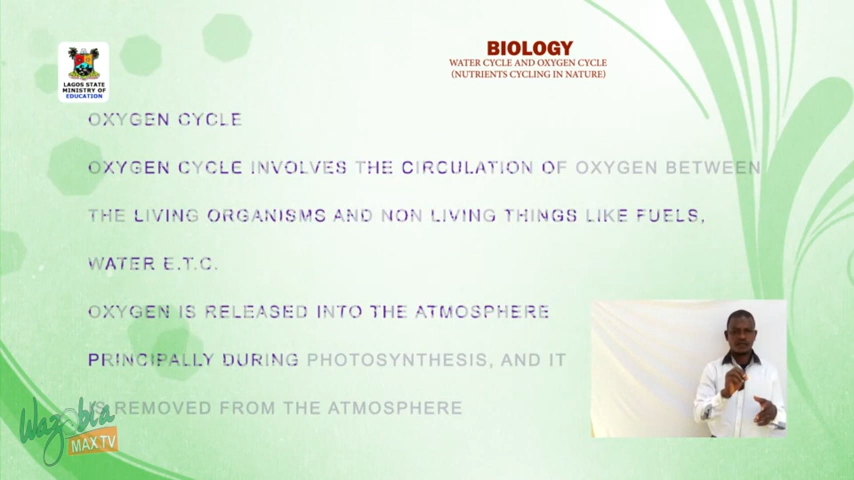 BIOLOGY
WATER CYCLE AND OXYGEN CYCLE
(NUTRIENTS CYCLING IN NATURE)
LAGOS STATE
MINISTRY OF
EDUCATION
OXYGEN CYCLE
OXYGEN CYCLE INVOLVES THE CIRCULATION OF OXYGEN BETWEEN
THE LIVING ORGANISMS AND NON LIVING THINGS LIKE FUELS,
WATER E.T.C.
OXYGEN IS RELEASED INTO THE ATMOSPHERE
PRINCIPALLY DURING PHOTOSYNTHESIS, AND IT
IS REMOVED FROM THE ATMOSPHERE
Wazobia
MAX TV